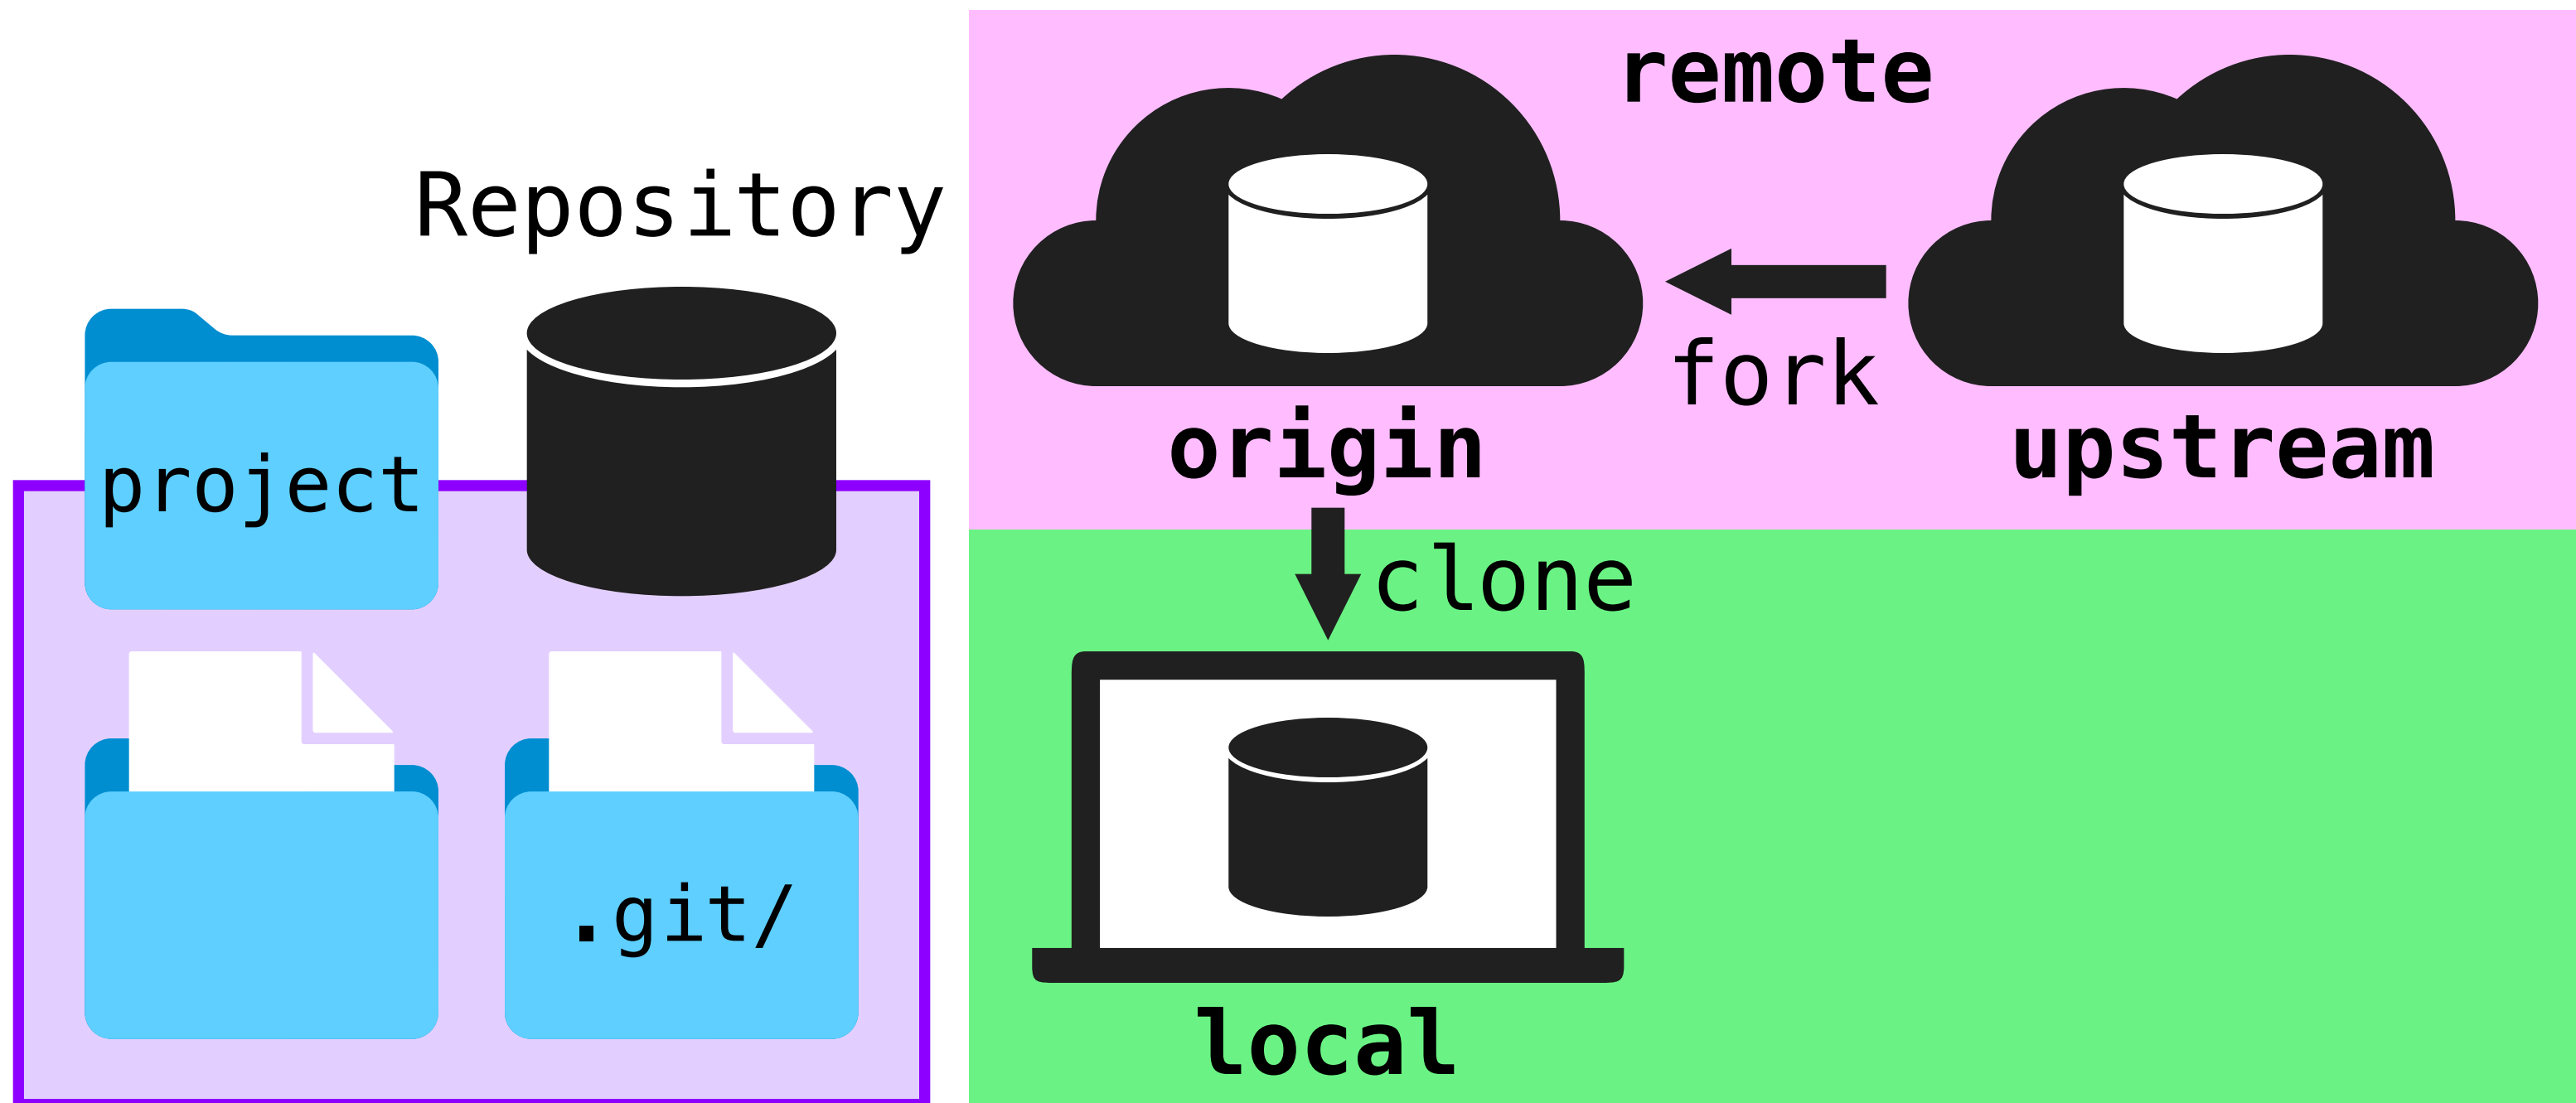 Repository
project
.git/
remote
origin
fork
upstream
clone
local